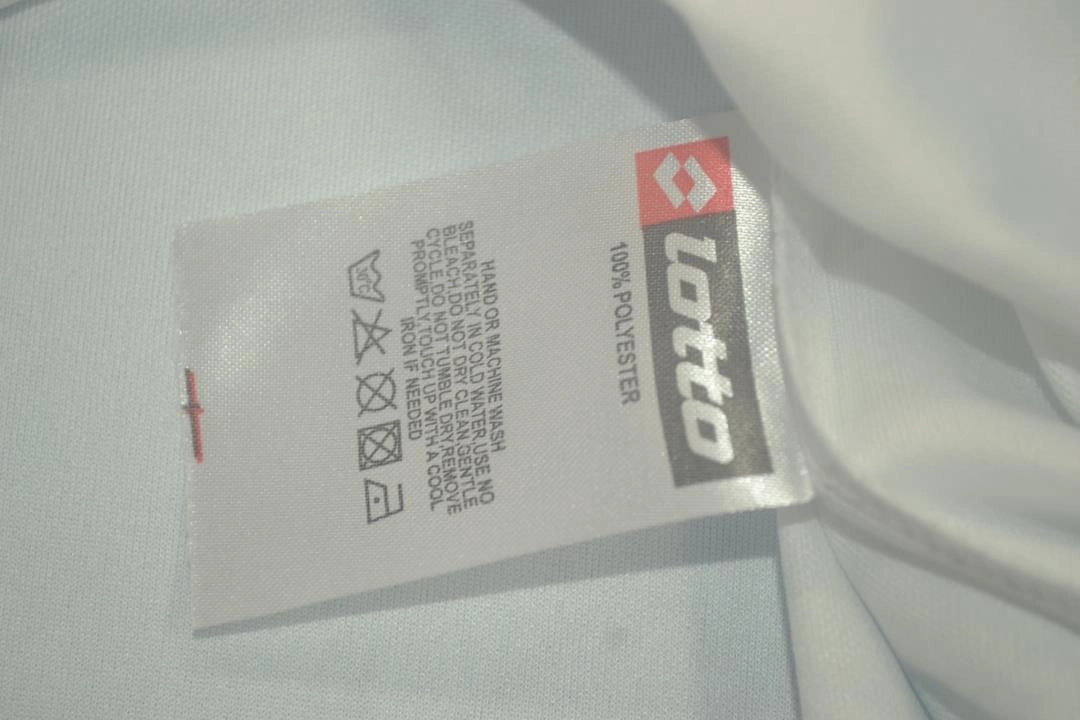 lotto
100% POLYESTER
HAND OR MACHINE WASH
SEPARATELY IN COLD WATER,USE NO
BLEACH,DO NOT DRY CLEAN,GENTLE
CYCLE,DO NOT TUMBLE DRY,REMOVE
PROMPTLY,TOUCH UP WITH A COOL
IRON IF NEEDED
30°C